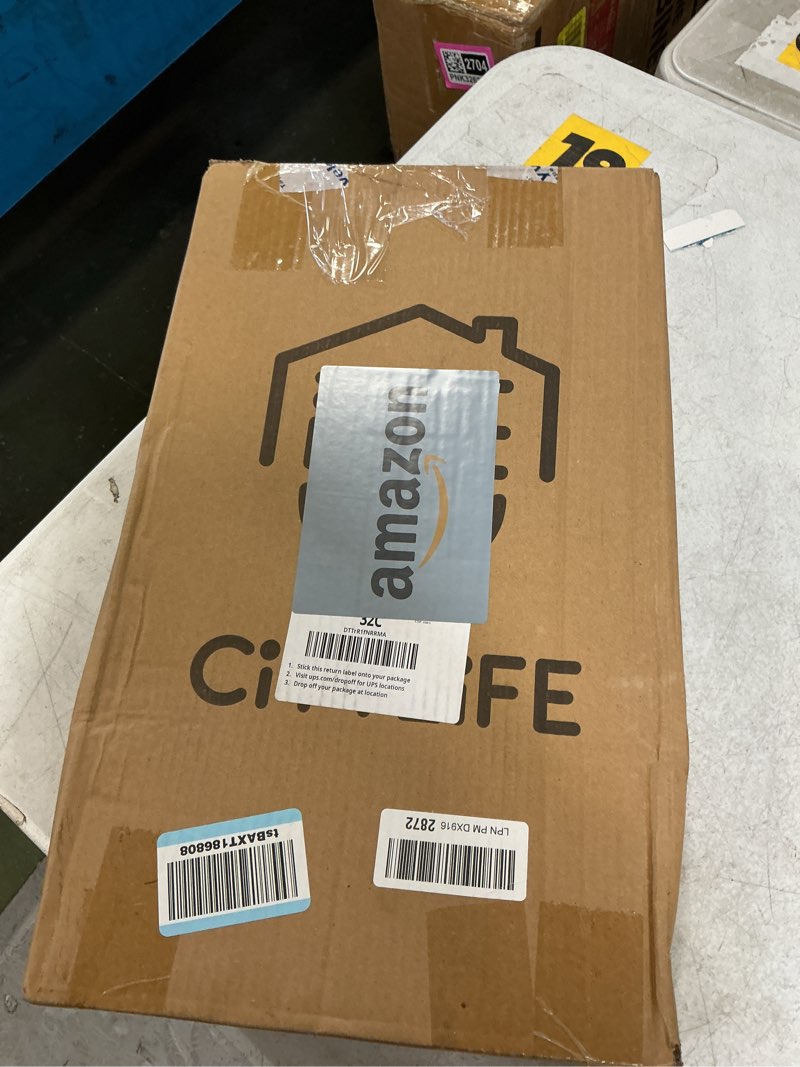 2704
amazon
32C
DTTrR1fNRRMA
1. Stick this return label onto your package
2. Visit ups.com/dropoff for UPS locations
3. Drop off your package at location
tsBAXT186808
LPN PM DX916 2872